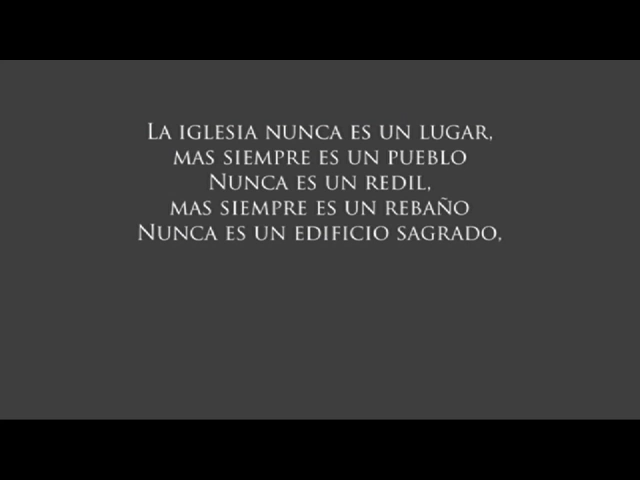 La iglesia nunca es un lugar,
mas siempre es un pueblo
Nunca es un redil,
mas siempre es un rebaño
Nunca es un edificio sagrado,